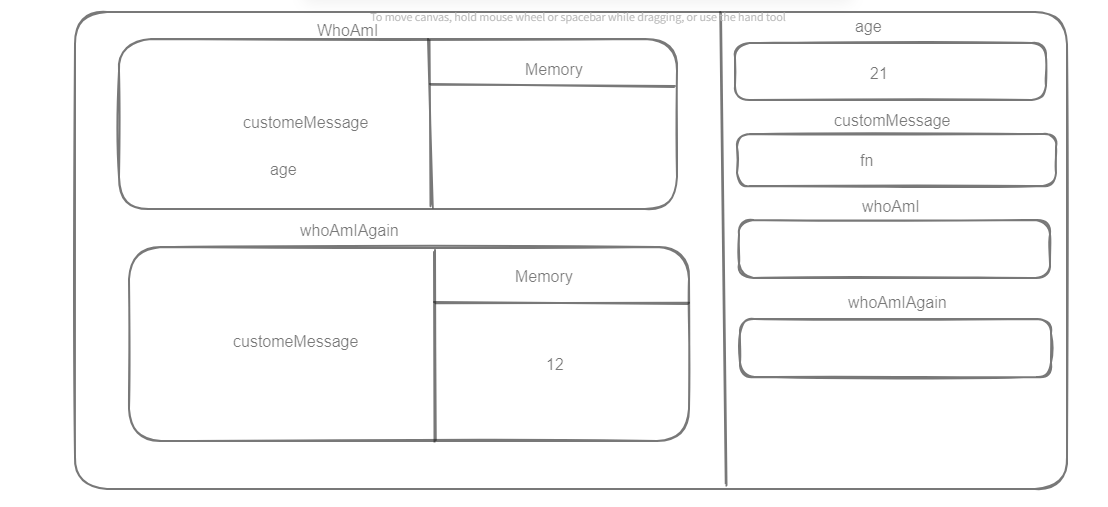 To move canvas, hold mouse wheel or spacebar while dragging, or use the hand tool
WhoAmI
Memory
customeMessage
age
whoAmIAgain
Memory
customeMessage
12
age
21
customMessage
fn
whoAmI
whoAmIAgain